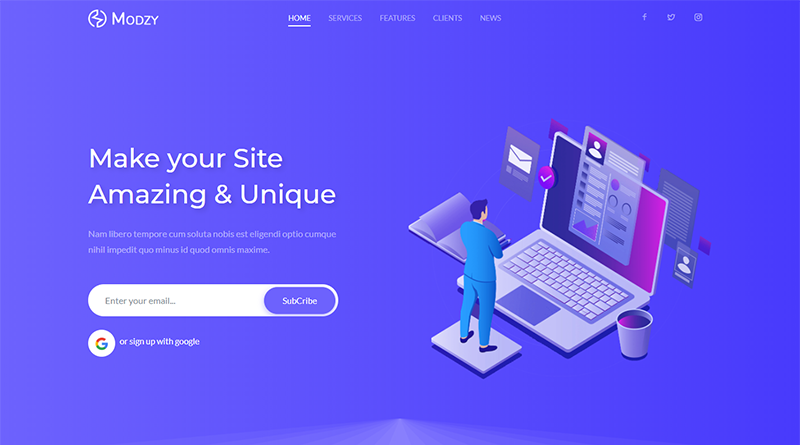 Modzy
HOME SERVICES FEATURES CLIENTS NEWS
Make your Site
Amazing & Unique
Nam libero tempore cum soluta nobis est eligendi optio cumque
nihil impedit quo minus id quod omnis maxime.
Enter your email...
SubCribe
or sign up with google